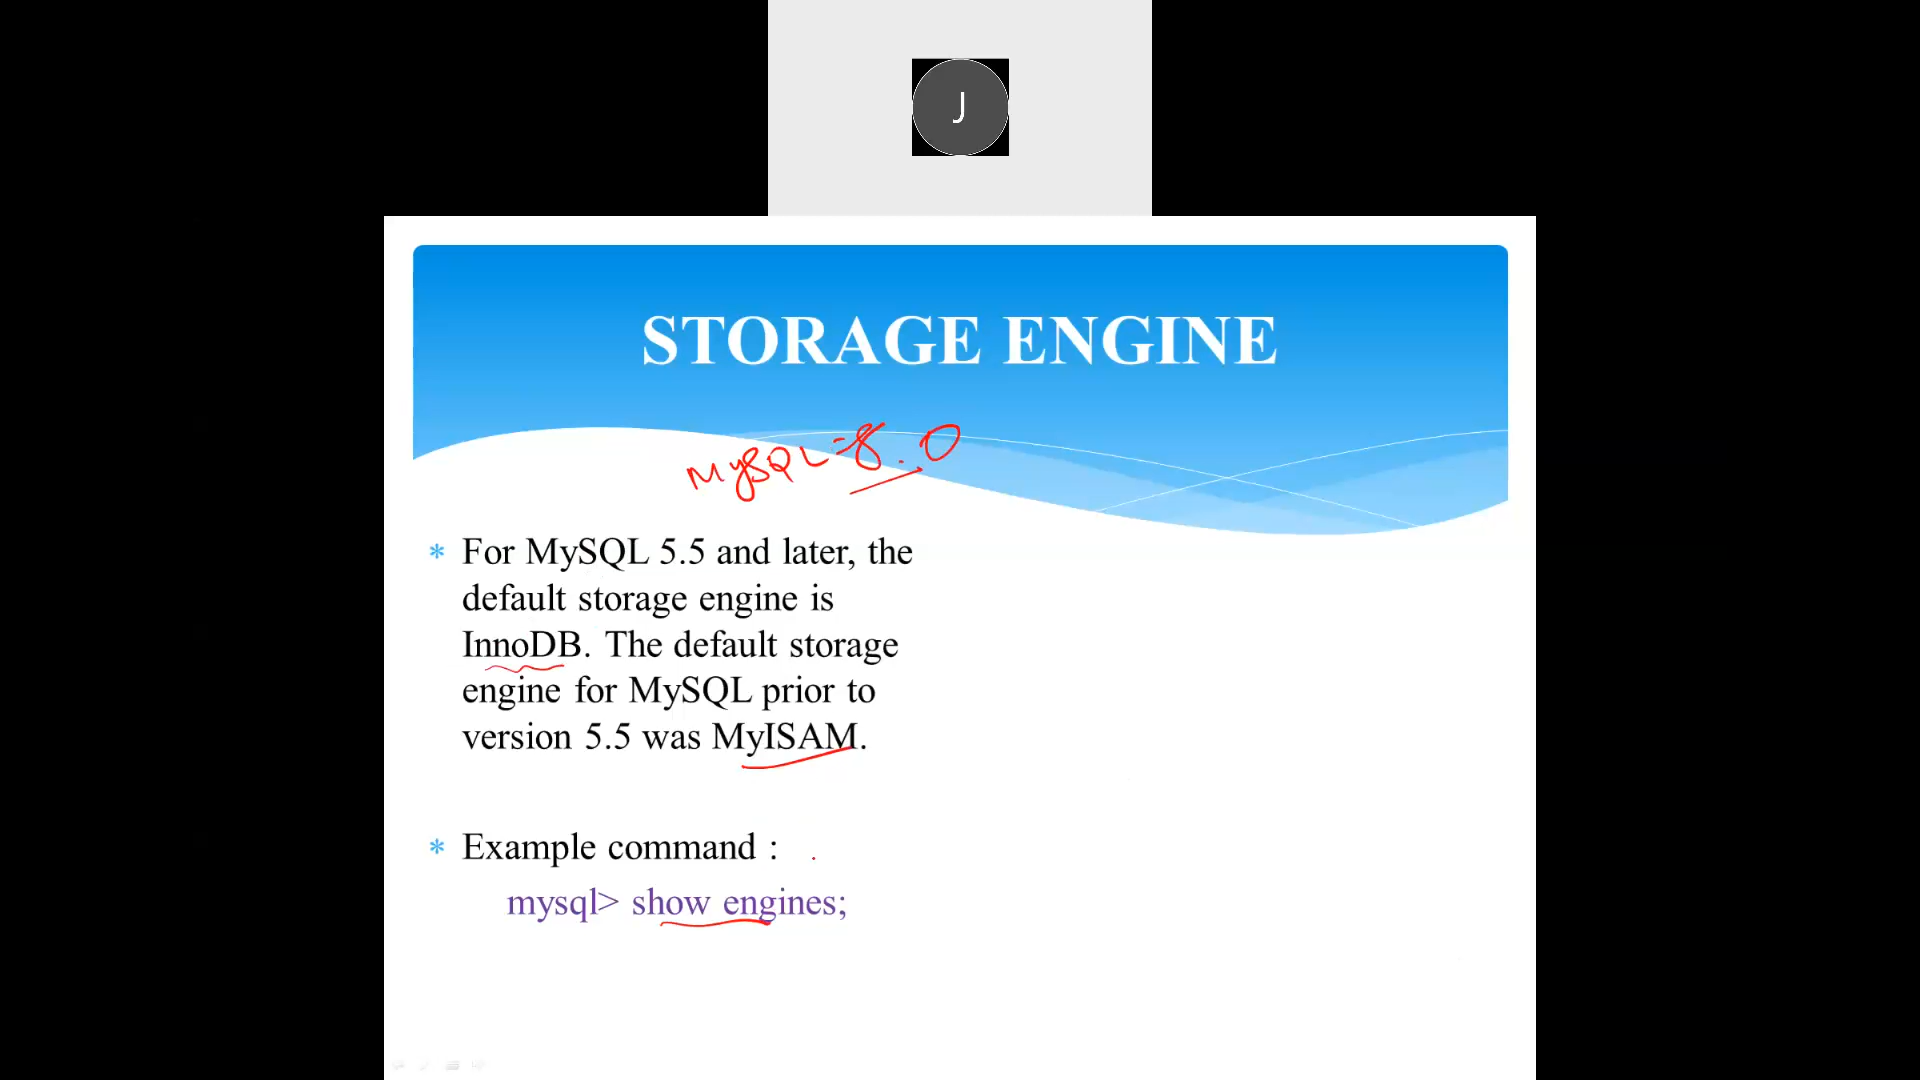 J
STORAGE ENGINE
MySQL-8.0
* For MySQL 5.5 and later, the
default storage engine is
InnoDB. The default storage
engine for MySQL prior to
version 5.5 was MyISAM.
* Example command :
mysql> show engines;